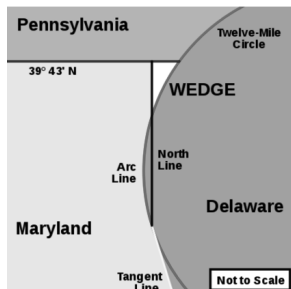 Pennsylvania
Twelve-Mile
Circle
39° 43' N
WEDGE
Arc
Line
North
Line
Delaware
Maryland
Tangent
Line
Not to Scale